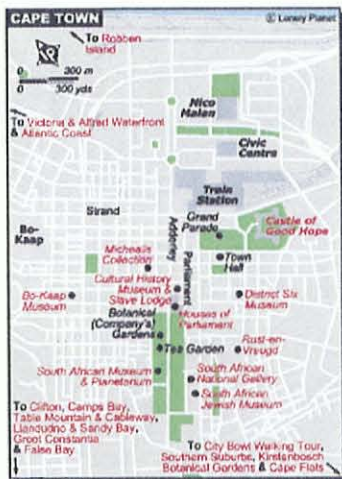 CAPE TOWN
© Lonely Planet
To Robben
Island
0 300 m
0 300 yds
To Victoria & Alfred Waterfront
& Atlantic Coast
Nico
Malan
Civic
Centre
Train
Station
Strand
Adderley
Parliament
Grand
Parade
Castle of
Good Hope
Bo-
Kaap
Michaelis
Collection
Town
Hall
Cultural History
Museum &
Slave Lodge
Bo-Kaap
Museum
District Six
Museum
Houses of
Parliament
Botanical
(Company's)
Gardens
Rust-en-
Vreugd
Tea Garden
South African Museum
& Planetarium
South African
National Gallery
South African
Jewish Museum
To Clifton, Camps Bay,
Table Mountain & Cableway,
Llandudno & Sandy Bay,
Groot Constantia
& False Bay
To City Bowl Walking Tour,
Southern Suburbs, Kirstenbosch
Botanical Gardens & Cape Flats